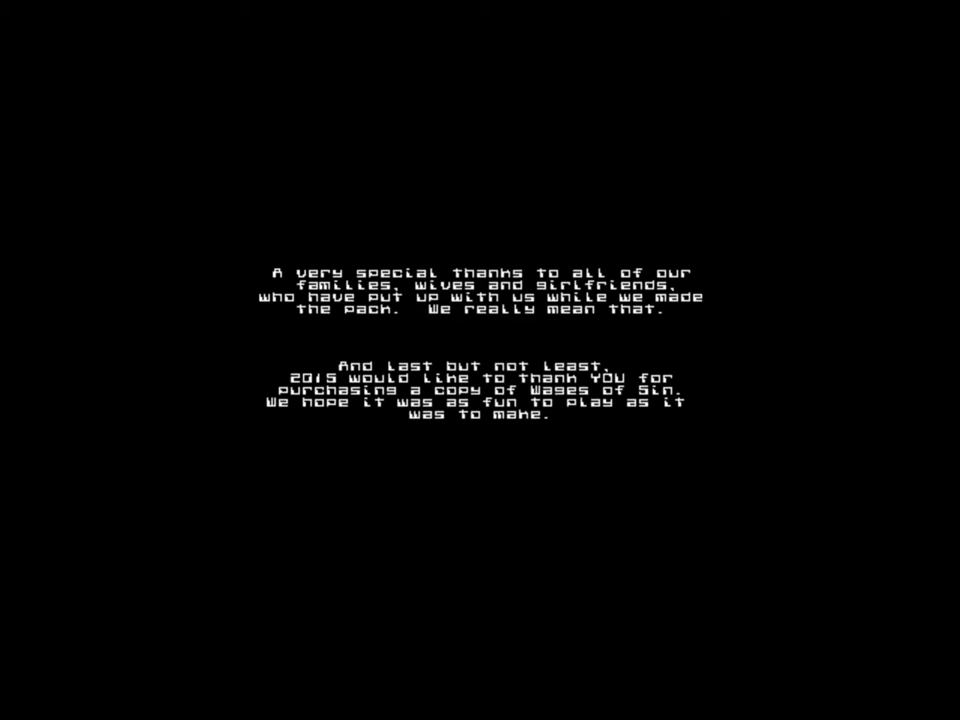 A very special thanks to all of our
families, wives and girlfriends,
who have put up with us while we made
the pack.  We really mean that.
And last but not least,
2015 would like to thank YOU for
purchasing a copy of Wages of Sin.
We hope it was as fun to play as it
was to make.